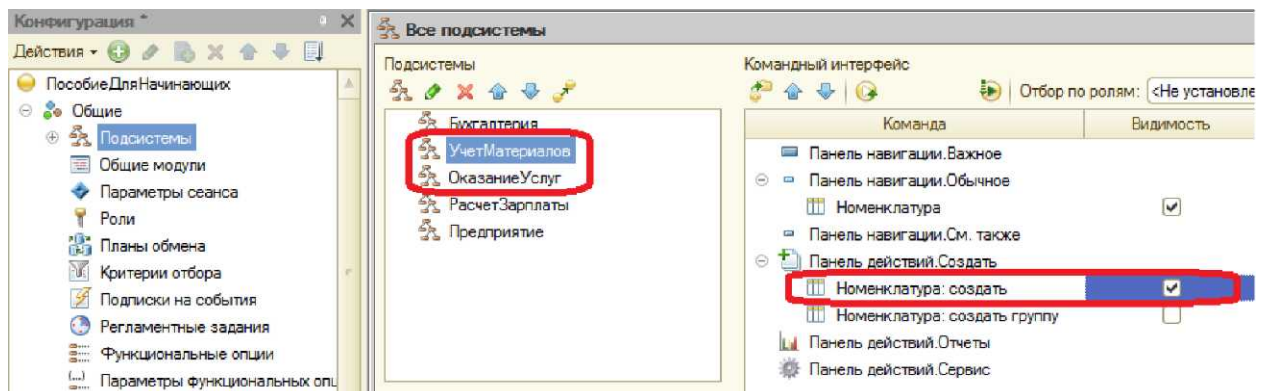 Конфигурация *
Действия
ПособиеДляНачинающих
Общие
Подсистемы
Общие модули
Параметры сеанса
Роли
Планы обмена
Критерии отбора
Подписки на события
Регламентные задания
Функциональные опции
Параметры функциональных опц
Все подсистемы
Подсистемы
Бухгалтерия
УчетМатериалов
ОказаниеУслуг
РасчетЗарплаты
Предприятие
Командный интерфейс
Отбор по ролям: <Не установле
Команда Видимость
Панель навигации.Важное
Панель навигации.Обычное
Номенклатура
Панель навигации.См. также
Панель действий.Создать
Номенклатура: создать
Номенклатура: создать группу
Панель действий.Отчеты
Панель действий.Сервис